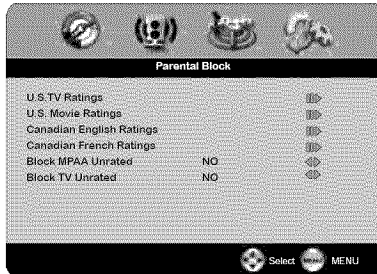 Parental Block
U.S.TV Ratings
U.S. Movie Ratings
Canadian English Ratings
Canadian French Ratings
Block MPAA Unrated NO
Block TV Unrated NO
Select MENU